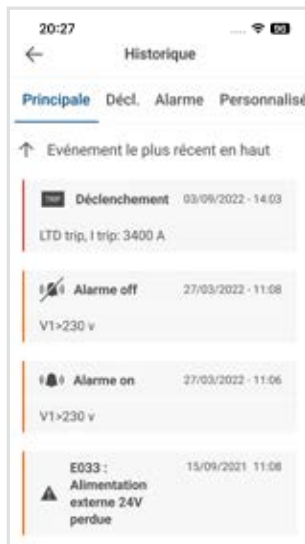 20:27
Historique
Principale Décl. Alarme Personnalisé
Evénement le plus récent en haut
TRIP Déclenchement 03/09/2022 - 14:03
LTD trip, I trip: 3400 A
Alarme off 27/03/2022 - 11:08
V1>230 v
Alarme on 27/03/2022 - 11:06
V1>230 v
E033 : 15/09/2021 11:08
Alimentation
externe 24V
perdue